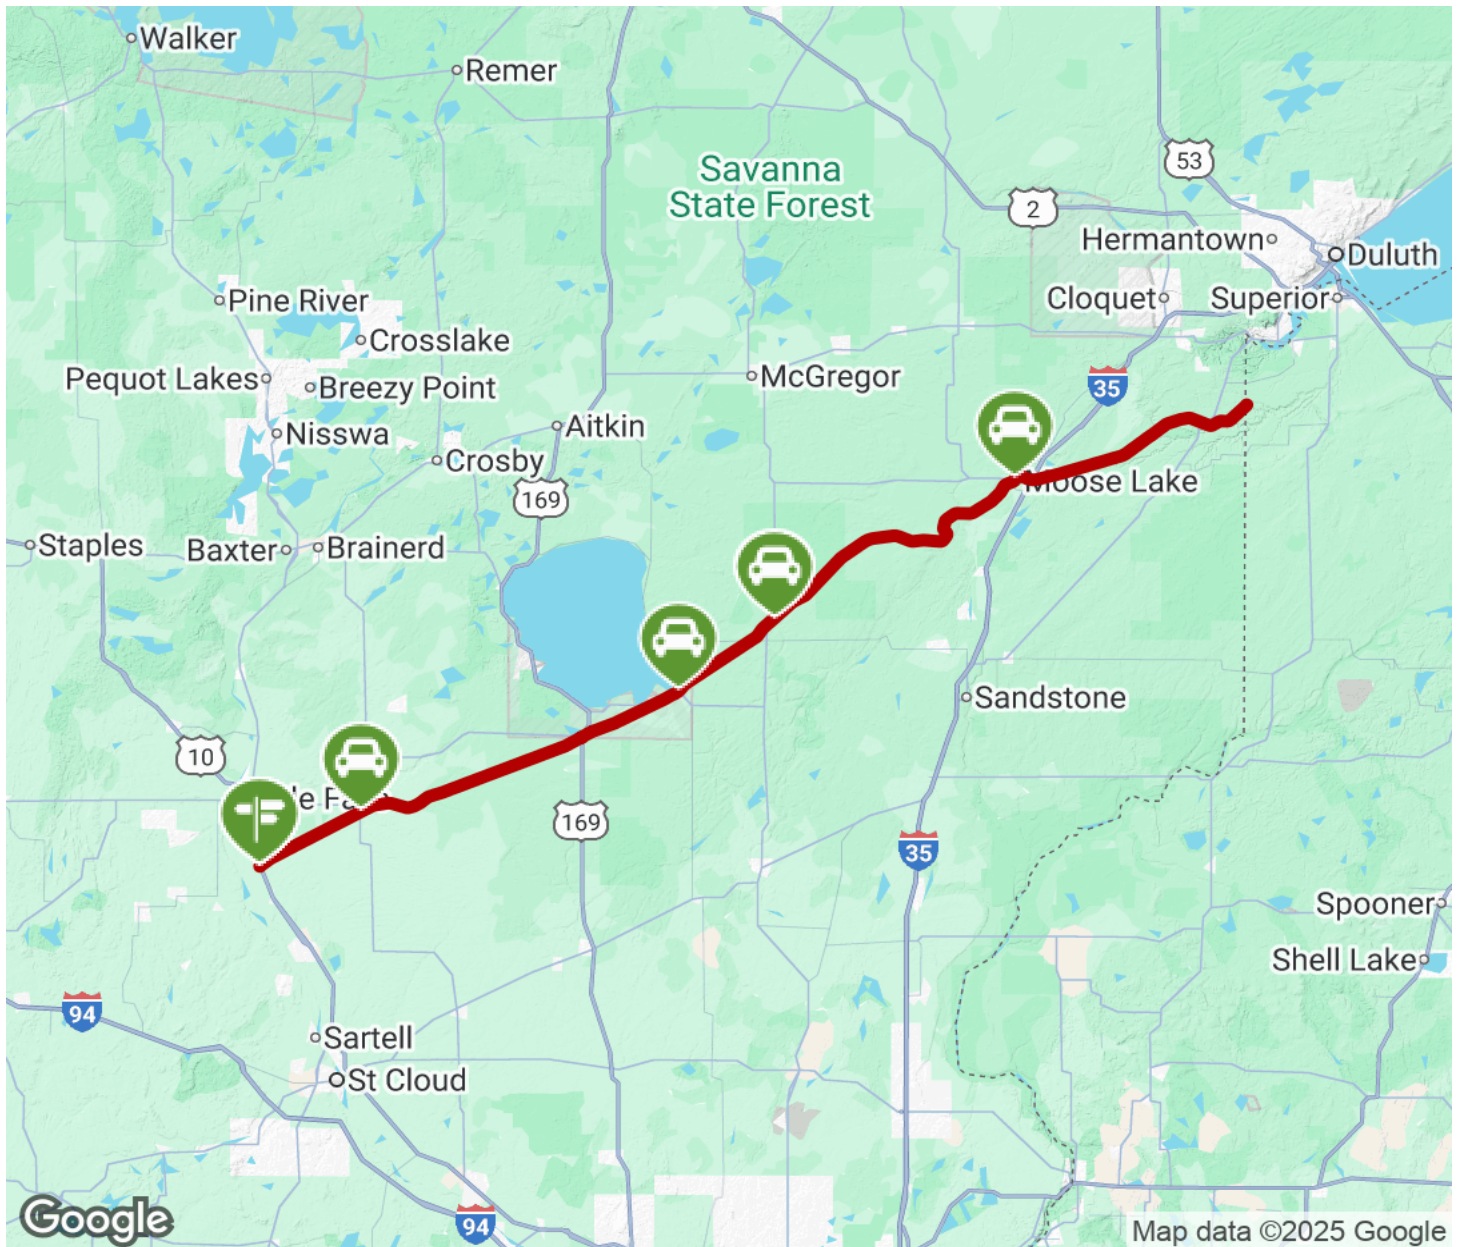 Walker
Remer
Savanna
State Forest
53
2
Hermantown
Duluth
Cloquet
Superior
Pine River
Crosslake
Pequot Lakes
Breezy Point
McGregor
35
Nisswa
Aitkin
Crosby
169
Moose Lake
Staples
Baxter
Brainerd
Sandstone
10
169
35
Spooner
Shell Lake
94
Sartell
St Cloud
94
Google
Map data ©2025 Google